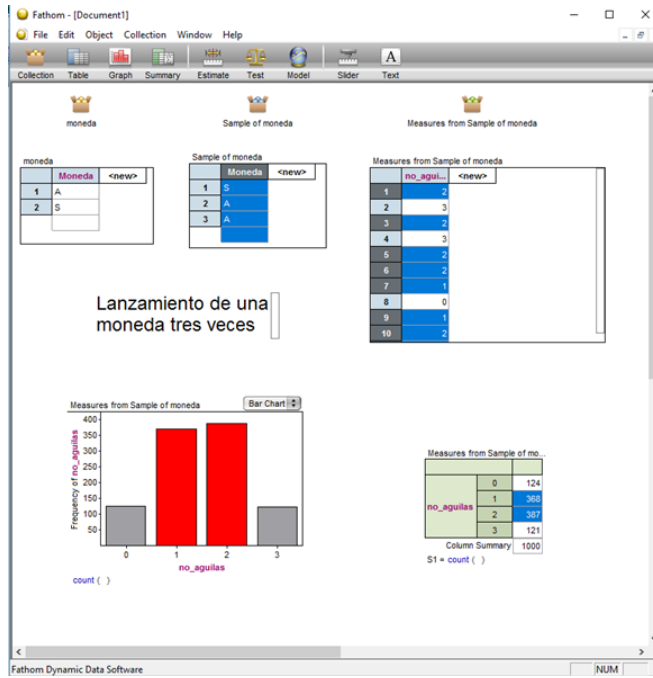 Fathom - [Document1]
File Edit Object Collection Window Help
Collection Table Graph Summary Estimate Test Model Slider Text
A
moneda
Sample of moneda
Measures from Sample of moneda
moneda
Moneda <new>
1 A
2 S
Sample of moneda
Moneda <new>
1 S
2 A
3 A
Measures from Sample of moneda
no_agui... <new>
1 2
2 3
3 2
4 3
5 2
6 2
7 1
8 0
9 1
10 2
Lanzamiento de una
moneda tres veces
Measures from Sample of moneda
Bar Chart
Frequency of no_aguilas
400
350
300
250
200
150
100
50
0 1 2 3
no_aguilas
count ( )
Measures from Sample of mo...
no_aguilas
0 124
1 368
2 387
3 121
Column Summary 1000
S1 = count ( )
Fathom Dynamic Data Software
NUM